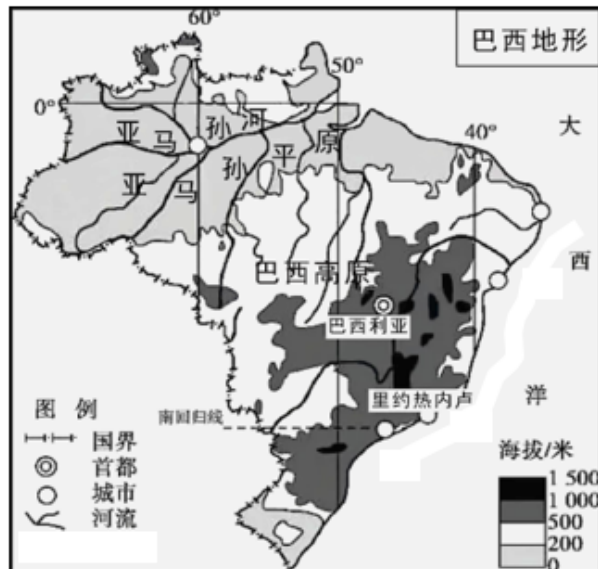 60°
巴西地形
50°
0°
40°
亚马孙河
亚马孙平原
大西洋
巴西高原
巴西利亚
里约热内卢
南回归线
图例
国界
首都
城市
河流
海拔/米
1 500
1 000
500
200
0